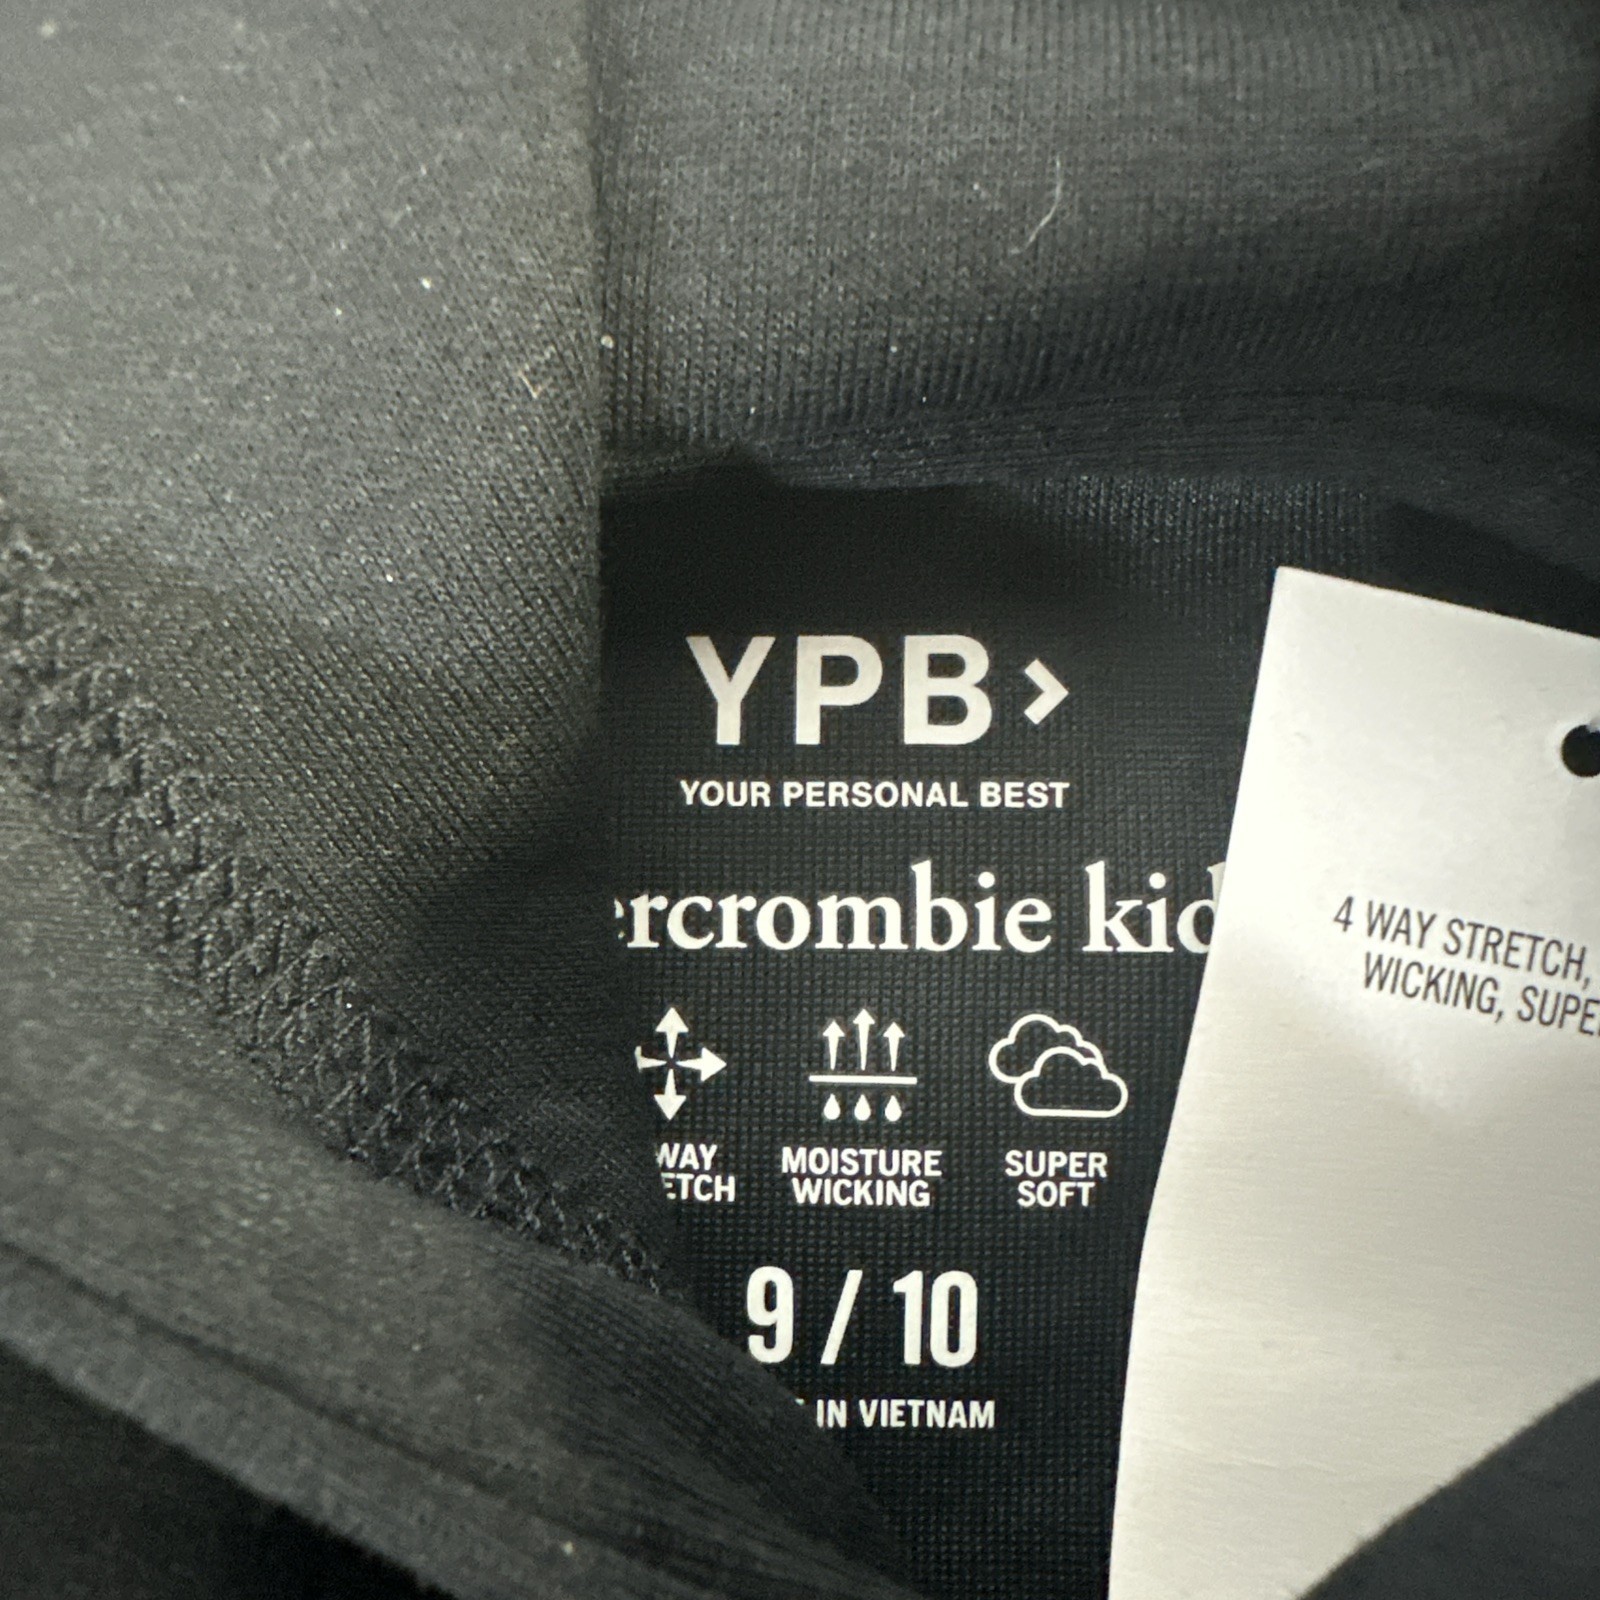 YPB>
YOUR PERSONAL BEST
ercrombie kid
WAY
ETCH
MOISTURE
WICKING
SUPER
SOFT
9 / 10
IN VIETNAM
4 WAY STRETCH,
WICKING, SUPE